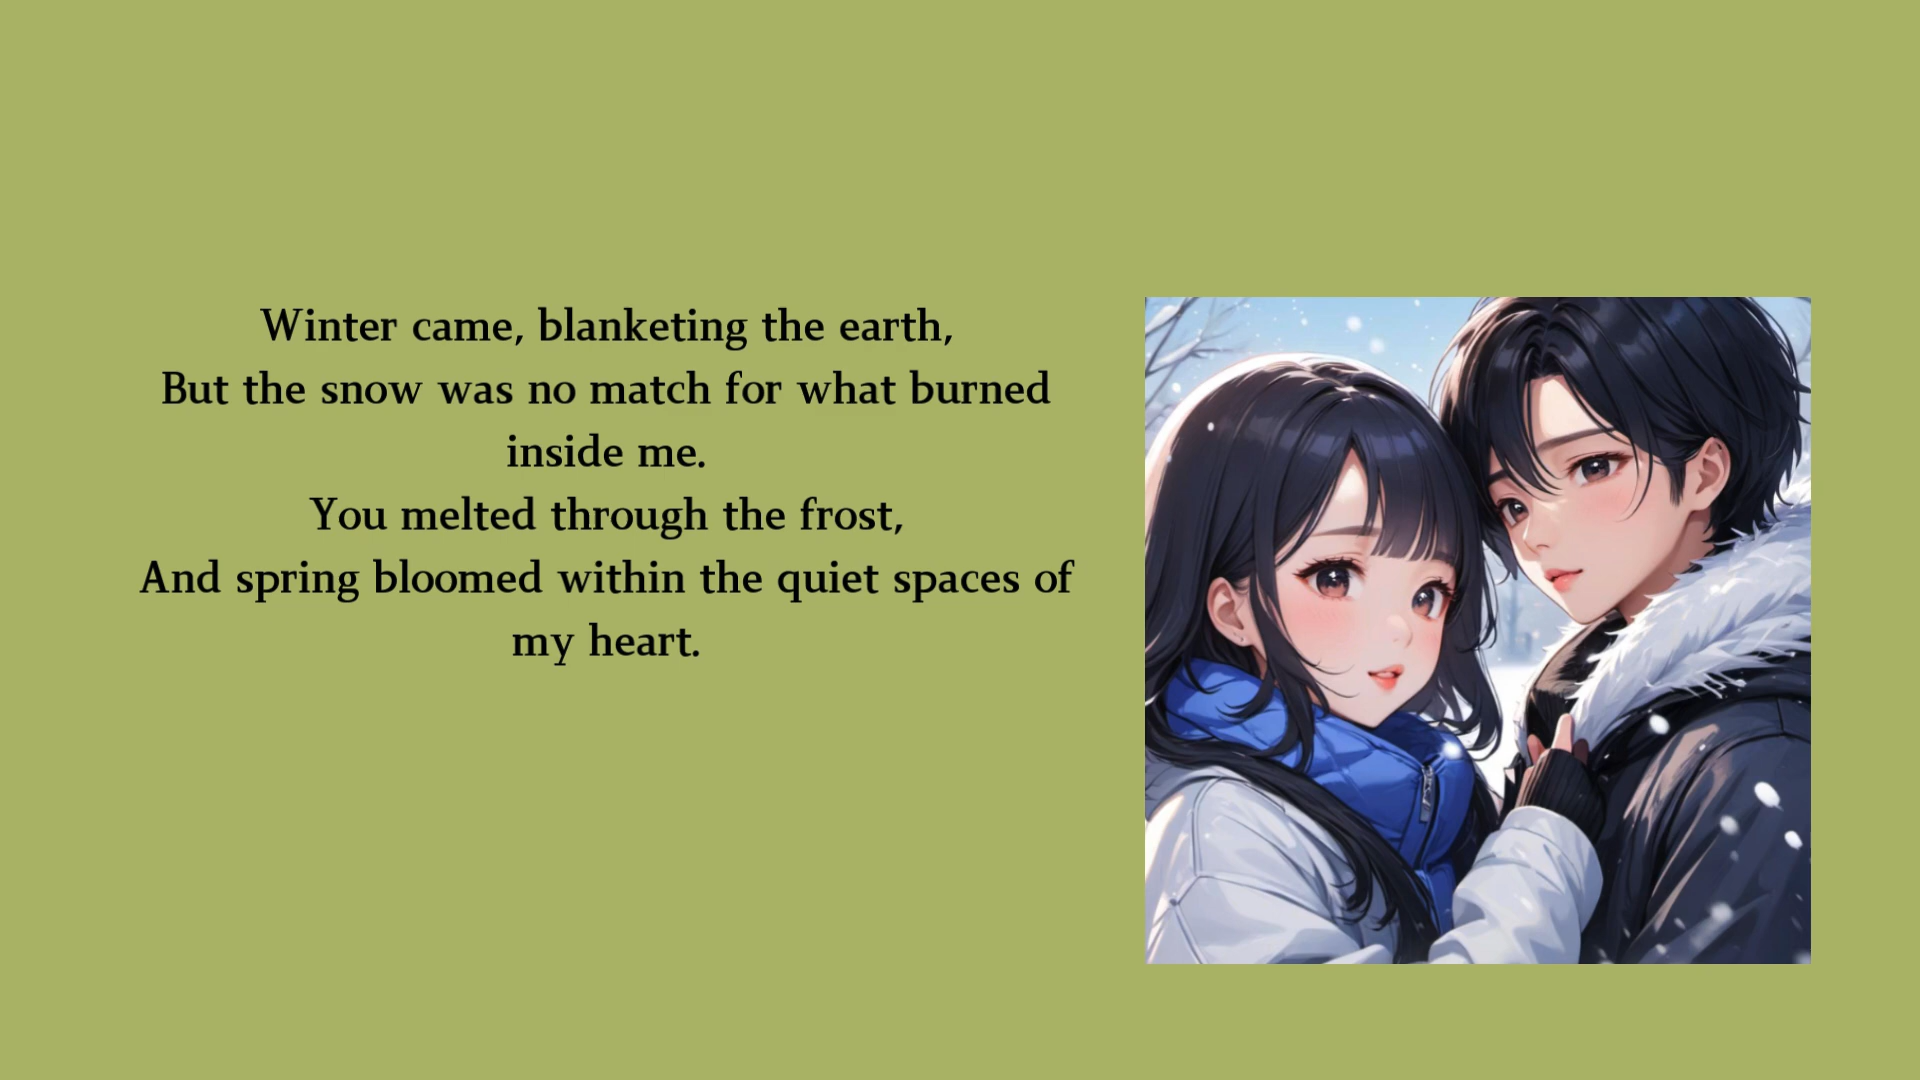 Winter came, blanketing the earth,
But the snow was no match for what burned
inside me.
You melted through the frost,
And spring bloomed within the quiet spaces of
my heart.